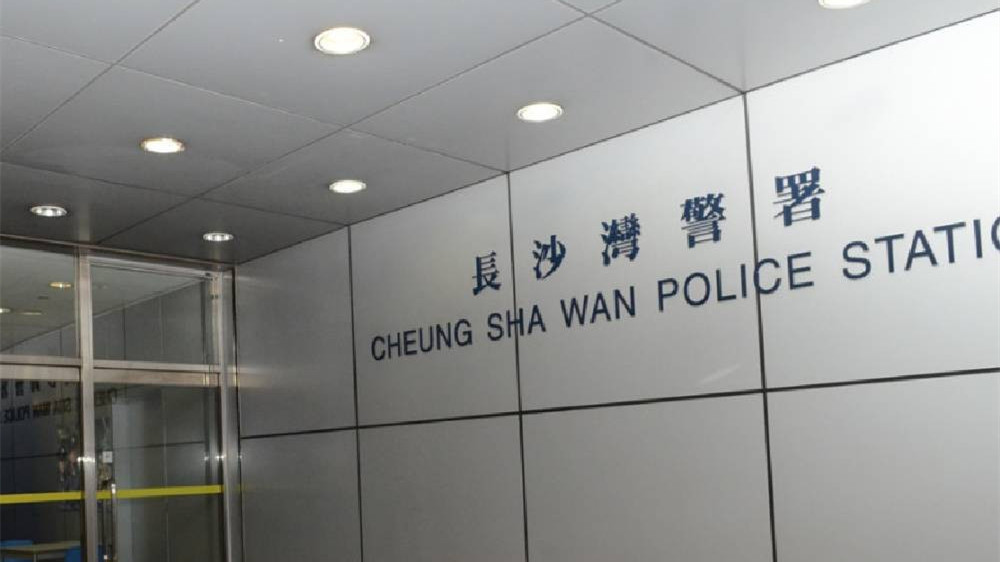 長沙灣警署
CHEUNG SHA WAN POLICE STATIO